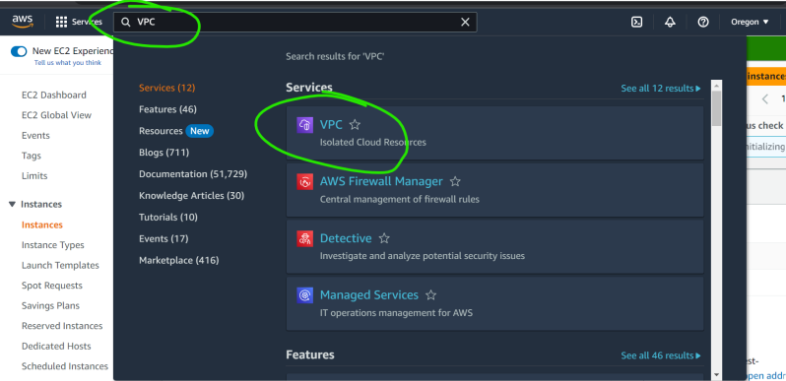 aws
Services
VPC
Oregon
New EC2 Experienc
Tell us what you think
EC2 Dashboard
EC2 Global View
Events
Tags
Limits
Instances
Instances
Instance Types
Launch Templates
Spot Requests
Savings Plans
Reserved Instances
Dedicated Hosts
Scheduled Instances
Services (12)
Features (46)
Resources New
Blogs (711)
Documentation (51,729)
Knowledge Articles (30)
Tutorials (10)
Events (17)
Marketplace (416)
Search results for 'VPC'
Services
See all 12 results
VPC
Isolated Cloud Resources
AWS Firewall Manager
Central management of firewall rules
Detective
Investigate and analyze potential security issues
Managed Services
IT operations management for AWS
Features
See all 46 results
instance
1
us check
nitializing
st-
open addr